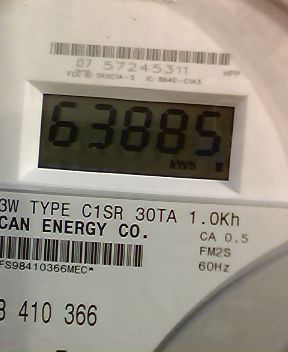 07 57245311
HPP
63885
kWh
3W TYPE C1SR 30TA 1.0Kh
CAN ENERGY CO.
CA 0.5
FM2S
60Hz
FS98410366MEC*
410 366